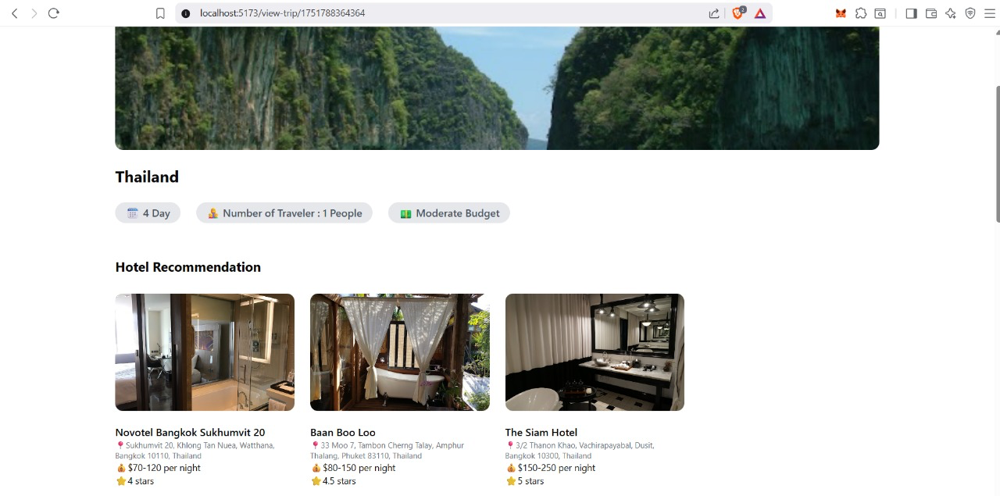 localhost:5173/view-trip/1751788364364
2
Thailand
4 Day
Number of Traveler : 1 People
Moderate Budget
Hotel Recommendation
Novotel Bangkok Sukhumvit 20
Sukhumvit 20, Khlong Tan Nuea, Watthana,
Bangkok 10110, Thailand
$70-120 per night
4 stars
Baan Boo Loo
33 Moo 7, Tambon Cherng Talay, Amphur
Thalang, Phuket 83110, Thailand
$80-150 per night
4.5 stars
The Siam Hotel
3/2 Thanon Khao, Vachirapayabal, Dusit,
Bangkok 10300, Thailand
$150-250 per night
5 stars